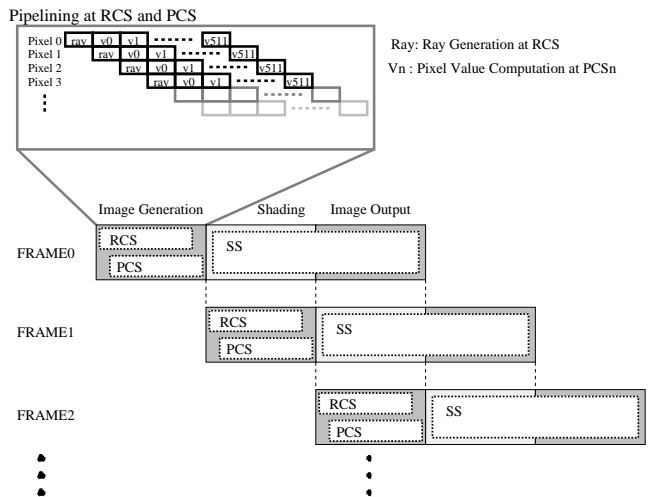 Pipelining at RCS and PCS
Pixel 0 ray v0 v1 v511
Pixel 1 ray v0 v1 v511
Pixel 2 ray v0 v1 v511
Pixel 3 ray v0 v1 v511
Ray: Ray Generation at RCS
Vn : Pixel Value Computation at PCSn
Image Generation Shading Image Output
FRAME0 RCS PCS SS
FRAME1 RCS PCS SS
FRAME2 RCS PCS SS